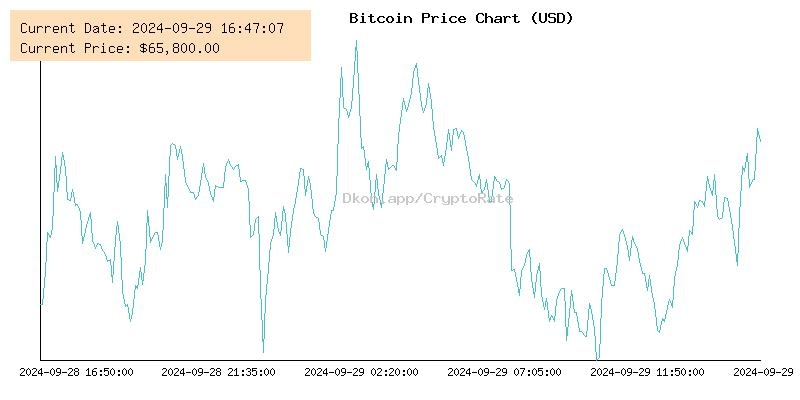 Bitcoin Price Chart (USD)
Current Date: 2024-09-29 16:47:07
Current Price: $65,800.00
Dkobl.app/CryptoRate
2024-09-28 16:50:00 2024-09-28 21:35:00 2024-09-29 02:20:00 2024-09-29 07:05:00 2024-09-29 11:50:00 2024-09-29